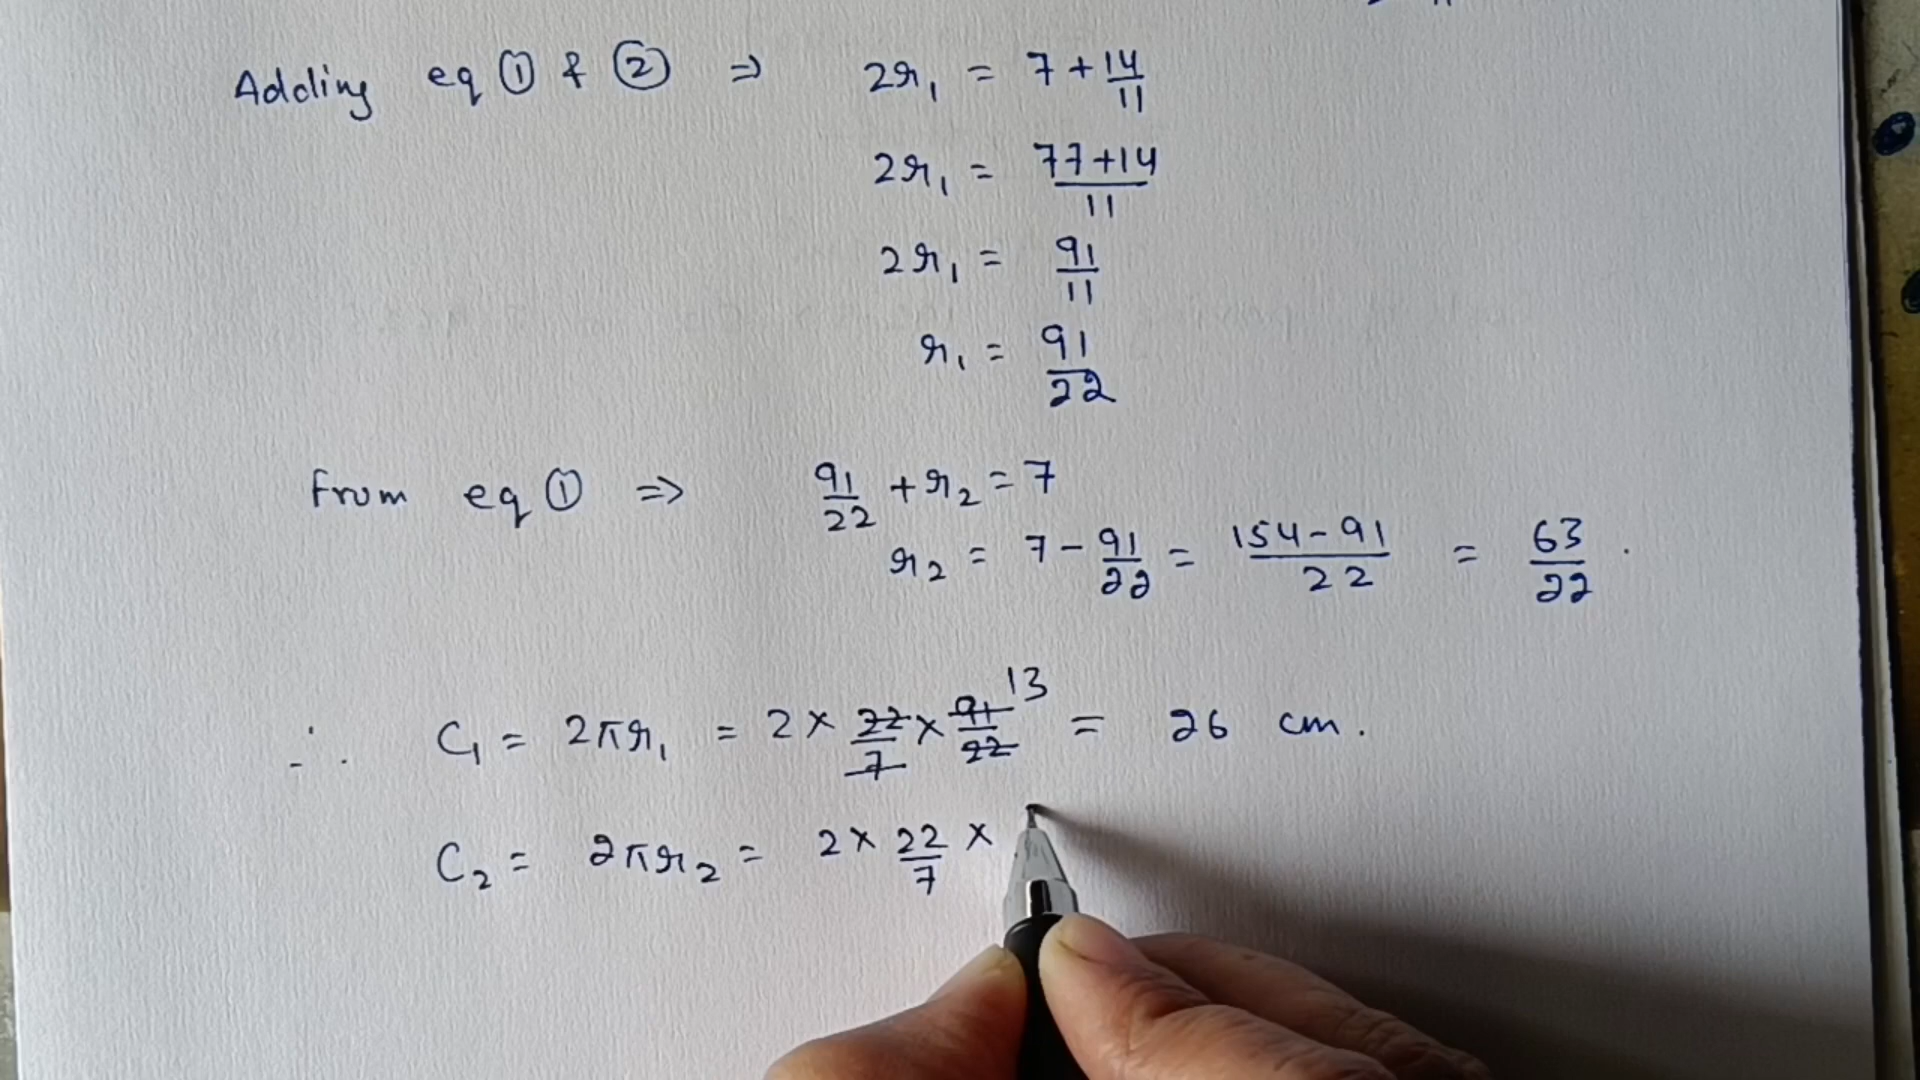 Adding eq ① & ② ⇒ 2r₁ = 7 + 14/11
2r₁ = 77+14/11
2r₁ = 91/11
r₁ = 91/22
from eq ① ⇒ 91/22 + r₂ = 7
r₂ = 7 - 91/22 = 154-91/22 = 63/22 .
∴ C₁ = 2πr₁ = 2 × 22/7 × 91/22 13 = 26 cm.
C₂ = 2πr₂ = 2 × 22/7 ×